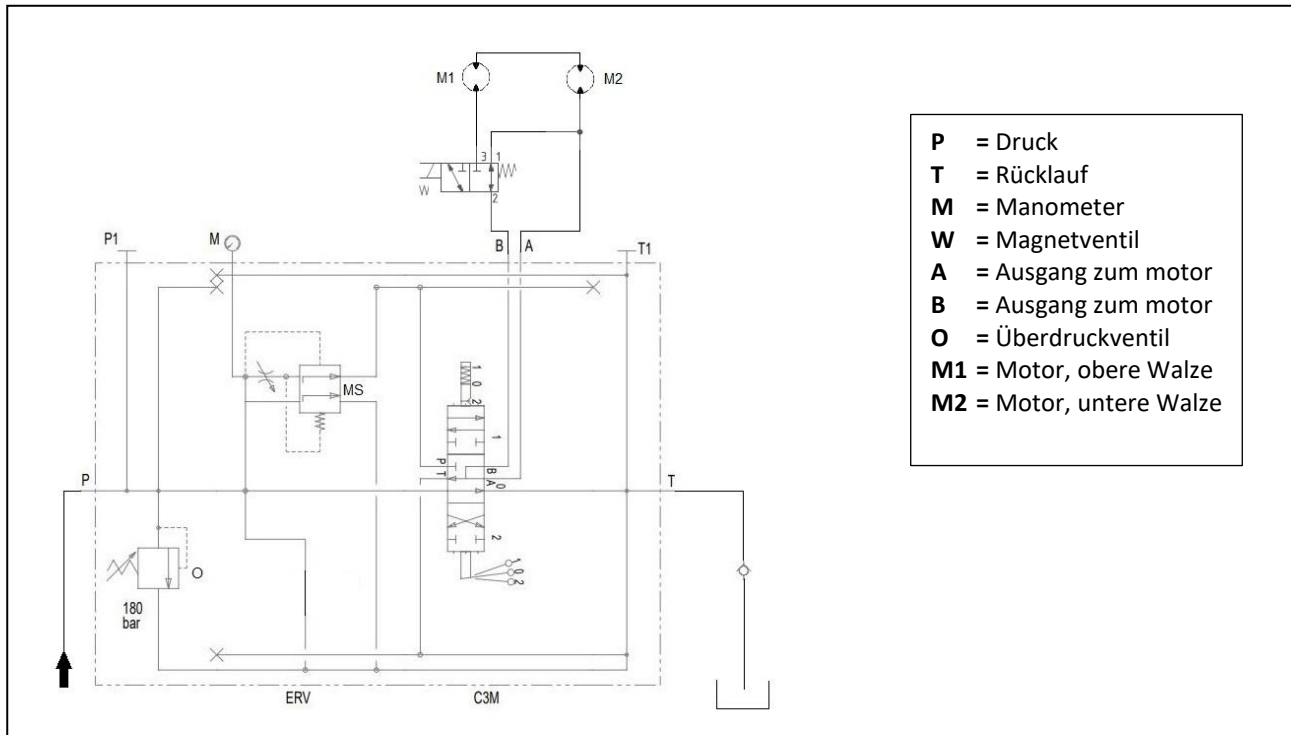 M1
M2
3 1
W
2
P1
M
B A
T1
MS
1 0 2
1
P
T
B
A
0
P
T
2
O
1
0
2
180
bar
ERV
C3M
P = Druck
T = Rücklauf
M = Manometer
W = Magnetventil
A = Ausgang zum motor
B = Ausgang zum motor
O = Überdruckventil
M1 = Motor, obere Walze
M2 = Motor, untere Walze